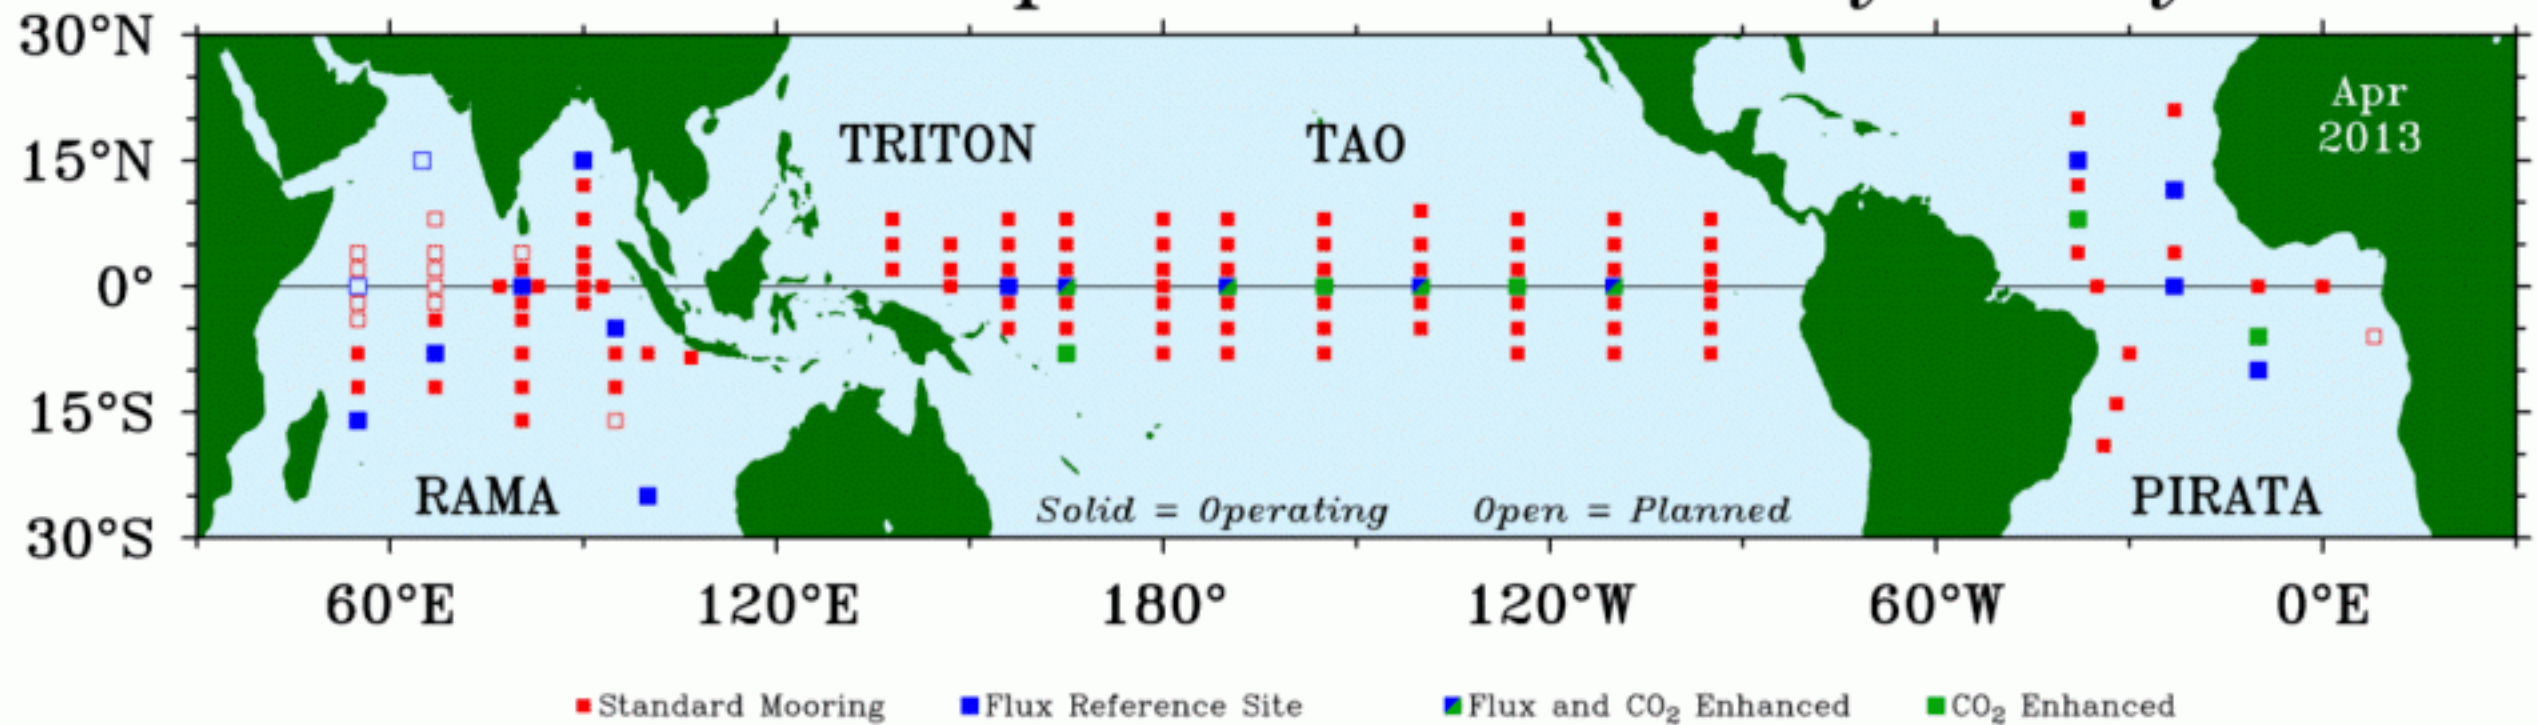 30°N
Apr
2013
TRITON TAO
15°N
0°
15°S
RAMA
PIRATA
Solid = Operating Open = Planned
30°S
60°E 120°E 180° 120°W 60°W 0°E
Standard Mooring Flux Reference Site Flux and CO₂ Enhanced CO₂ Enhanced